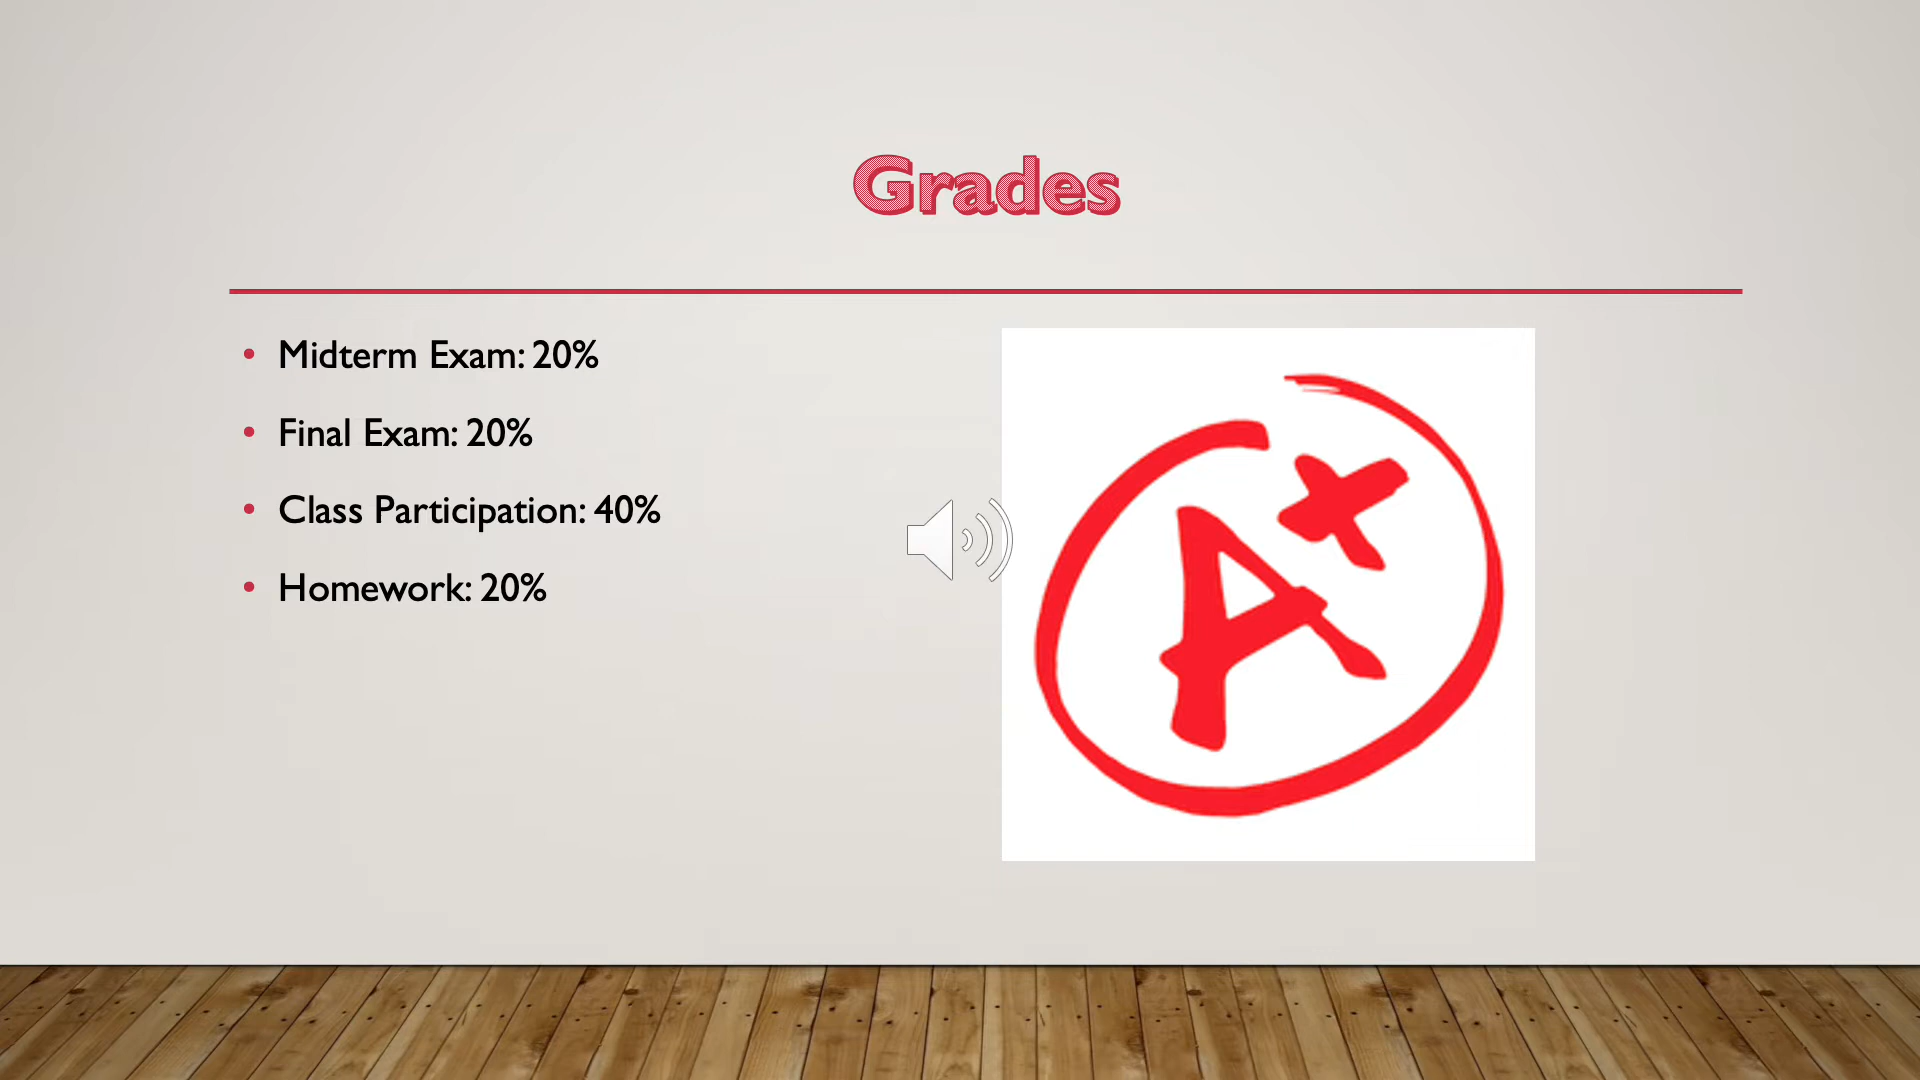 Grades
• Midterm Exam: 20%
• Final Exam: 20%
• Class Participation: 40%
• Homework: 20%
A+